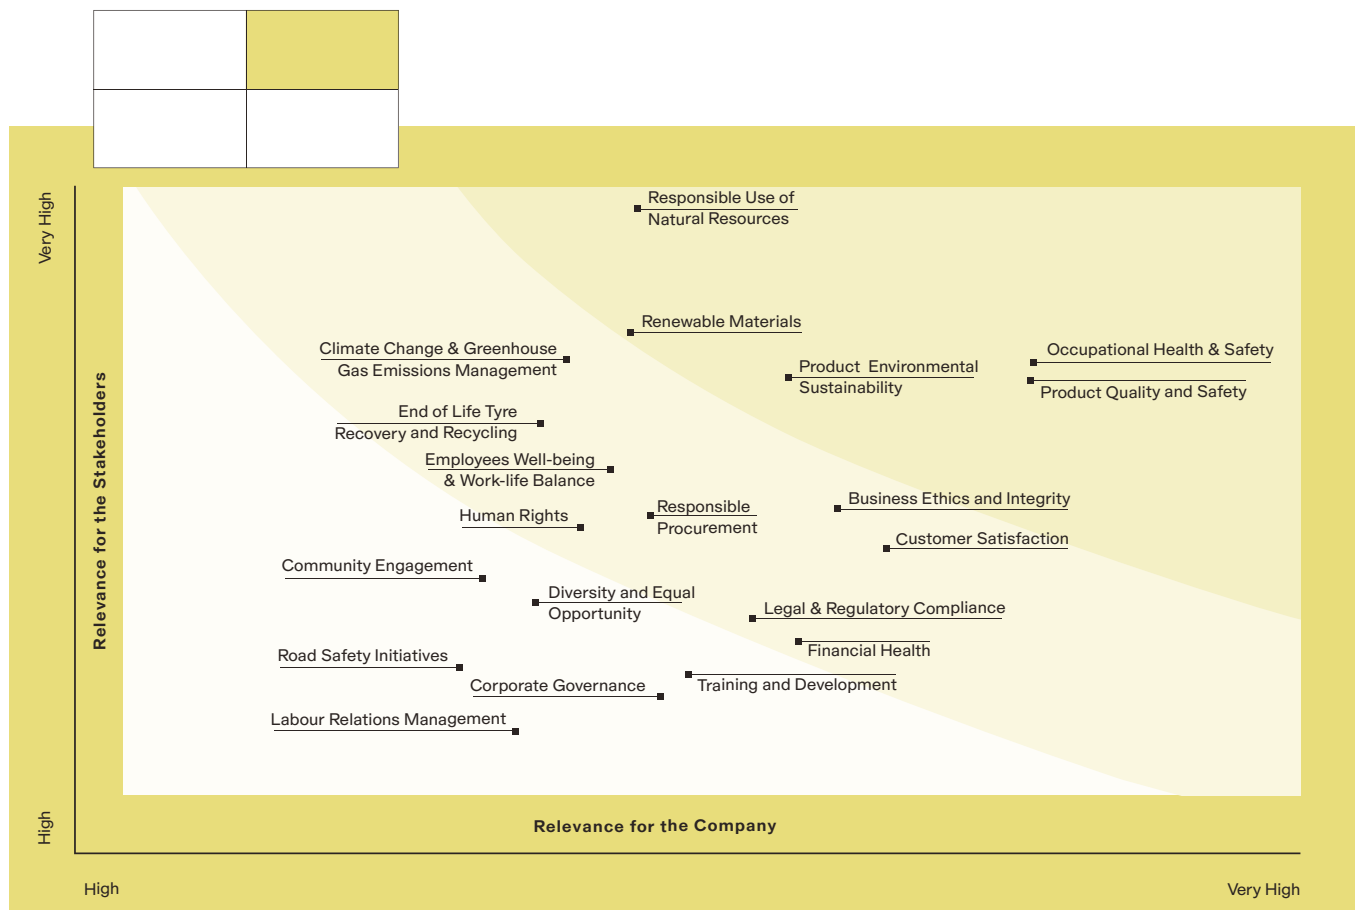 Very High
Relevance for the Stakeholders
High
Responsible Use of
Natural Resources
Renewable Materials
Climate Change & Greenhouse
Gas Emissions Management
Product Environmental
Sustainability
Occupational Health & Safety
Product Quality and Safety
End of Life Tyre
Recovery and Recycling
Employees Well-being
& Work-life Balance
Human Rights
Responsible
Procurement
Business Ethics and Integrity
Customer Satisfaction
Community Engagement
Diversity and Equal
Opportunity
Legal & Regulatory Compliance
Financial Health
Road Safety Initiatives
Corporate Governance
Training and Development
Labour Relations Management
Relevance for the Company
High
Very High